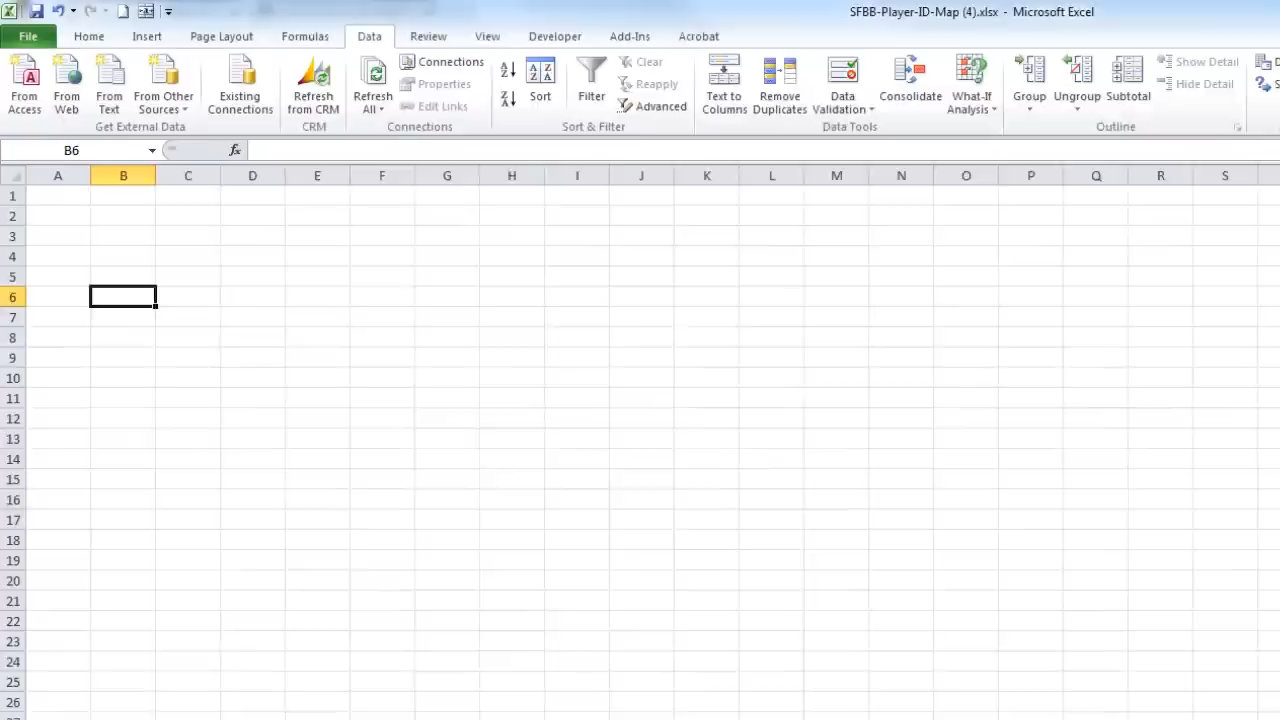 SFBB-Player-ID-Map (4).xlsx - Microsoft Excel
File Home Insert Page Layout Formulas Data Review View Developer Add-Ins Acrobat
From Access
From Web
From Text
From Other Sources
Existing Connections
Get External Data
Refresh from CRM
CRM
Refresh All
Connections
Properties
Edit Links
Connections
Sort
Filter
Clear
Reapply
Advanced
Sort & Filter
Text to Columns
Remove Duplicates
Data Validation
Consolidate
What-If Analysis
Data Tools
Group
Ungroup
Subtotal
Show Detail
Hide Detail
Outline
B6 fx
A B C D E F G H I J K L M N O P Q R S
1
2
3
4
5
6
7
8
9
10
11
12
13
14
15
16
17
18
19
20
21
22
23
24
25
26